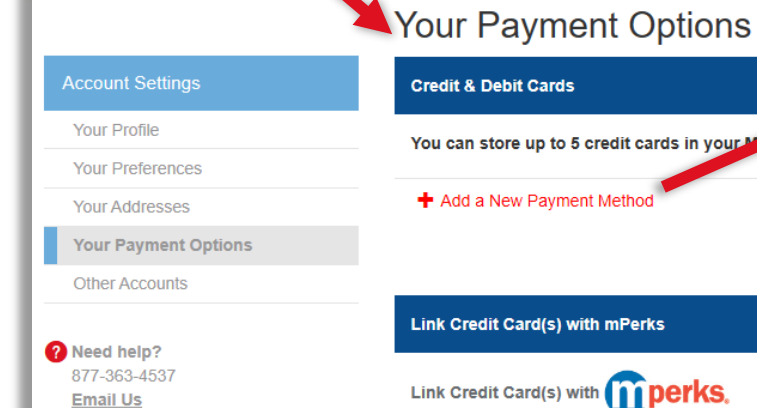 Your Payment Options
Account Settings
Your Profile
Your Preferences
Your Addresses
Your Payment Options
Other Accounts
? Need help?
877-363-4537
Email Us
Credit & Debit Cards
You can store up to 5 credit cards in your M
+ Add a New Payment Method
Link Credit Card(s) with mPerks
Link Credit Card(s) with mperks.